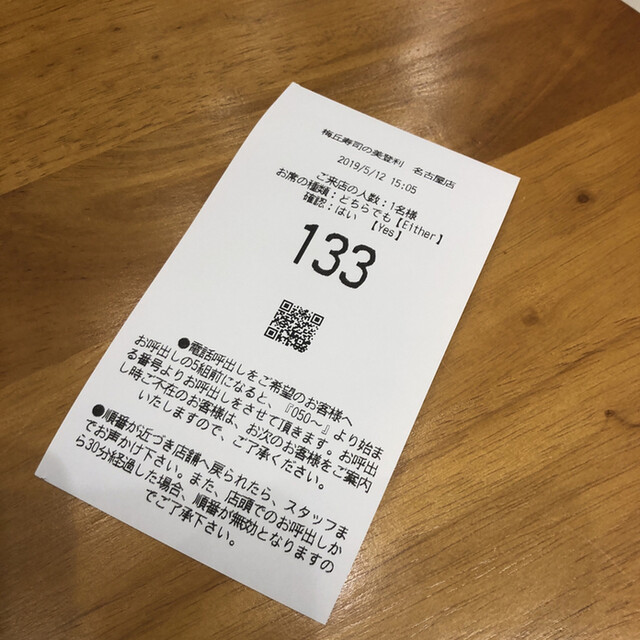 梅丘寿司の美登利　名古屋店
2019/5/12 15:05
ご来店の人数：1名様
お席の種類：どちらでも【Either】
確認：はい　【Yes】
133
●電話呼出しをご希望のお客様へ
お呼出しの5組前になると、『050～』より始ま
る番号よりお呼出しをさせて頂きます。お呼出
し時ご不在のお客様は、お次のお客様をご案内
いたしますので、ご了承ください。
●順番が近づき店舗へ戻られたら、スタッフま
でお声かけ下さい。また、店頭でのお呼出しか
ら30分経過した場合、順番が無効となりますの
でご了承下さい。